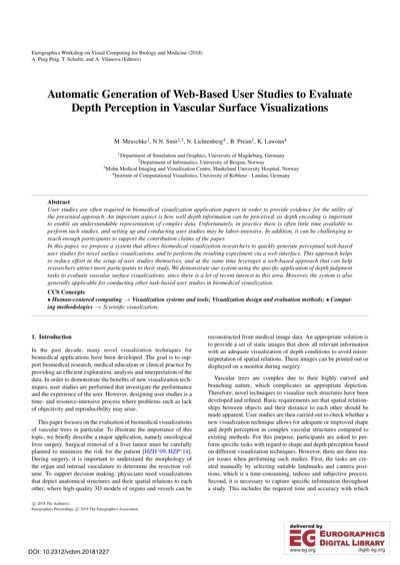 Eurographics Workshop on Visual Computing for Biology and Medicine (2018)
A. Puig Puig, T. Schultz, and A. Vilanova (Editors)
Automatic Generation of Web-Based User Studies to Evaluate
Depth Perception in Vascular Surface Visualizations
M. Meuschke¹, N.N. Smit²,³, N. Lichtenberg⁴, B. Preim¹, K. Lawonn⁴
¹Department of Simulation and Graphics, University of Magdeburg, Germany
²Department of Informatics, University of Bergen, Norway
³Mohn Medical Imaging and Visualization Centre, Haukeland University Hospital, Norway
⁴Institute of Computational Visualistics, University of Koblenz - Landau, Germany
Abstract
User studies are often required in biomedical visualization application papers in order to provide evidence for the utility of
the presented approach. An important aspect is how well depth information can be perceived, as depth encoding is important
to enable an understandable representation of complex data. Unfortunately, in practice there is often little time available to
perform such studies, and setting up and conducting user studies may be labor-intensive. In addition, it can be challenging to
reach enough participants to support the contribution claims of the paper.
In this paper, we propose a system that allows biomedical visualization researchers to quickly generate perceptual task-based
user studies for novel surface visualizations, and to perform the resulting experiment via a web interface. This approach helps
to reduce effort in the setup of user studies themselves, and at the same time leverages a web-based approach that can help
researchers attract more participants to their study. We demonstrate our system using the specific application of depth judgment
tasks to evaluate vascular surface visualizations, since there is a lot of recent interest in this area. However, the system is also
generally applicable for conducting other task-based user studies in biomedical visualization.
CCS Concepts
• Human-centered computing → Visualization systems and tools; Visualization design and evaluation methods; • Comput-
ing methodologies → Scientific visualization;
1. Introduction
In the past decade, many novel visualization techniques for
biomedical applications have been developed. The goal is to sup-
port biomedical research, medical education or clinical practice by
providing an efficient exploration, analysis and interpretation of the
data. In order to demonstrate the benefits of new visualization tech-
niques, user studies are performed that investigate the performance
and the experience of the user. However, designing user studies is a
time- and resource-intensive process where problems such as lack
of objectivity and reproducibility may arise.
This paper focuses on the evaluation of biomedical visualizations
of vascular trees in particular. To illustrate the importance of this
topic, we briefly describe a major application, namely oncological
liver surgery. Surgical removal of a liver tumor must be carefully
planned to minimize the risk for the patient [HZH*09, HZP*14].
During surgery, it is important to understand the morphology of
the organ and internal vasculature to determine the resection vol-
ume. To support decision making, physicians need visualizations
that depict anatomical structures and their spatial relations to each
other, where high-quality 3D models of organs and vessels can be
reconstructed from medical image data. An appropriate solution is
to provide a set of static images that show all relevant information
with an adequate visualization of depth conditions to avoid misin-
terpretation of spatial relations. These images can be printed out or
displayed on a monitor during surgery.
Vascular trees are complex due to their highly curved and
branching nature, which complicates an appropriate depiction.
Therefore, novel techniques to visualize such structures have been
developed and refined. Basic requirements are that spatial relation-
ships between objects and their distance to each other should be
made apparent. User studies are then carried out to check whether a
new visualization technique allows for adequate or improved shape
and depth perception in complex vascular structures compared to
existing methods. For this purpose, participants are asked to per-
form specific tasks with regard to shape and depth perception based
on different visualization techniques. However, there are three ma-
jor issues when performing such studies. First, the tasks are cre-
ated manually by selecting suitable landmarks and camera posi-
tions, which is a time-consuming, tedious and subjective process.
Second, it is necessary to capture specific information throughout
a study. This includes the required time and accuracy with which
© 2018 The Author(s)
Eurographics Proceedings © 2018 The Eurographics Association.
DOI: 10.2312/vcbm.20181227
delivered by
EG EUROGRAPHICS
DIGITAL LIBRARY
www.eg.org diglib.eg.org